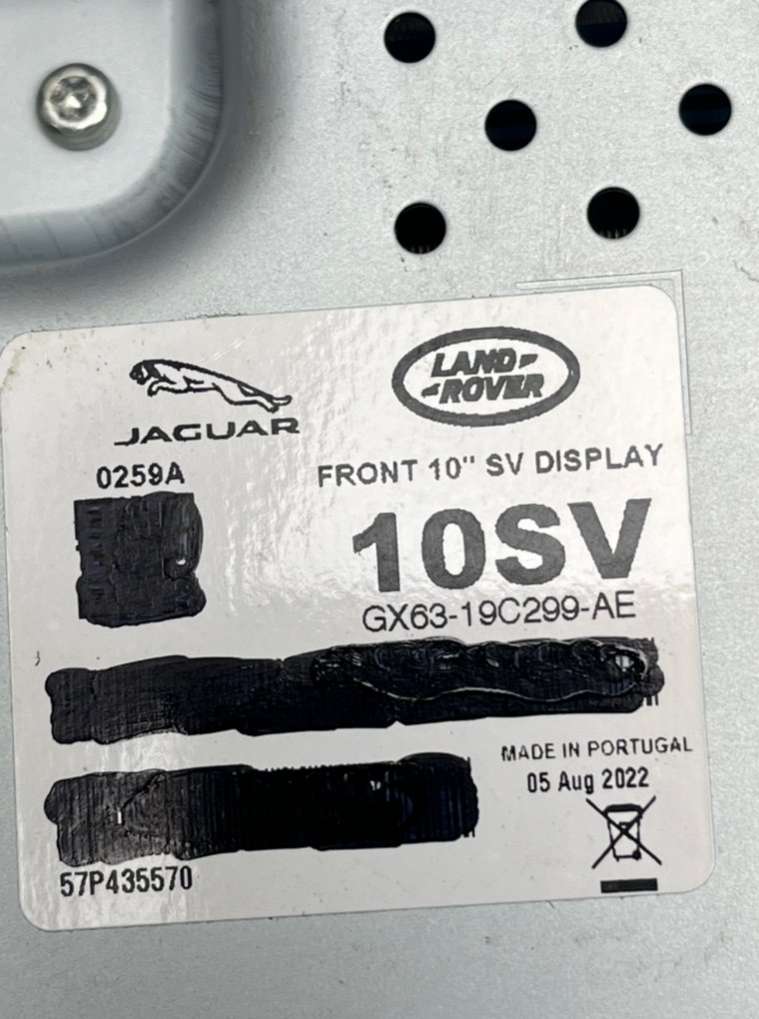 JAGUAR
LAND-
-ROVER
0259A
FRONT 10" SV DISPLAY
10SV
GX63-19C299-AE
MADE IN PORTUGAL
05 Aug 2022
57P435570